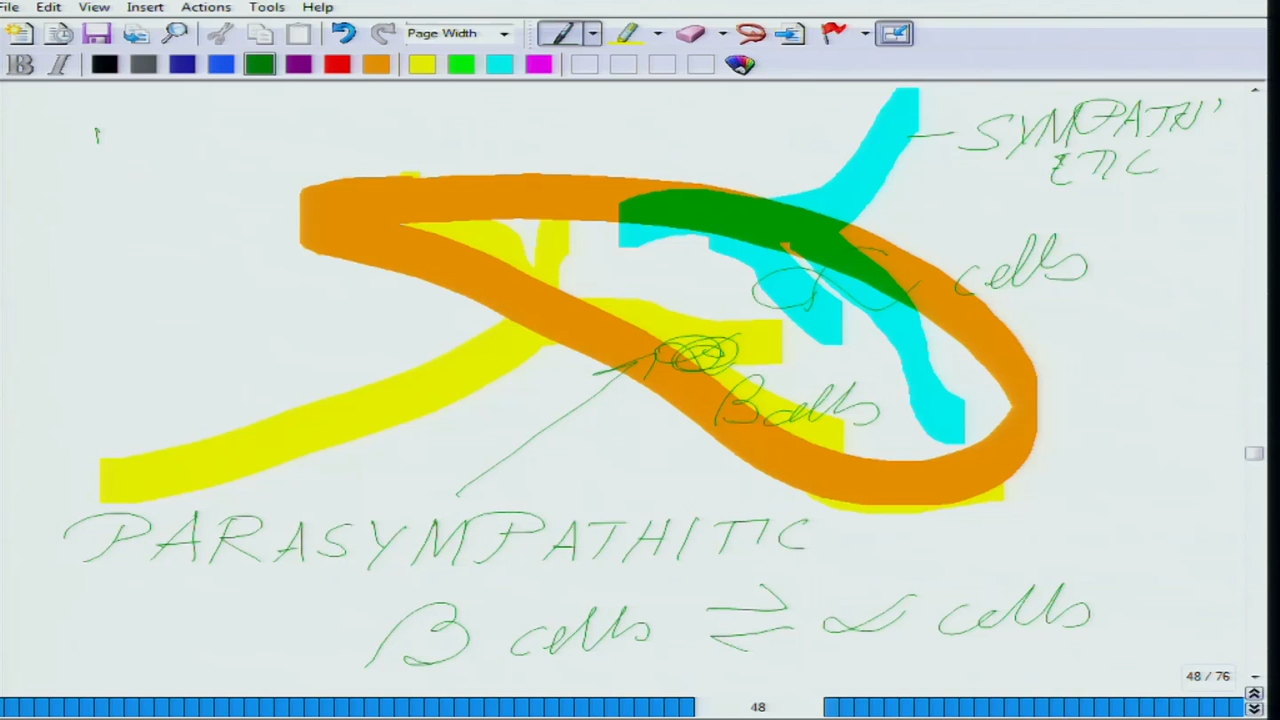 File Edit View Insert Actions Tools Help
Page Width
B I
SYMPATH'
ETIC
α cells
β cells
PARASYMPATHITIC
β cells ⇌ α cells
48 / 76
48